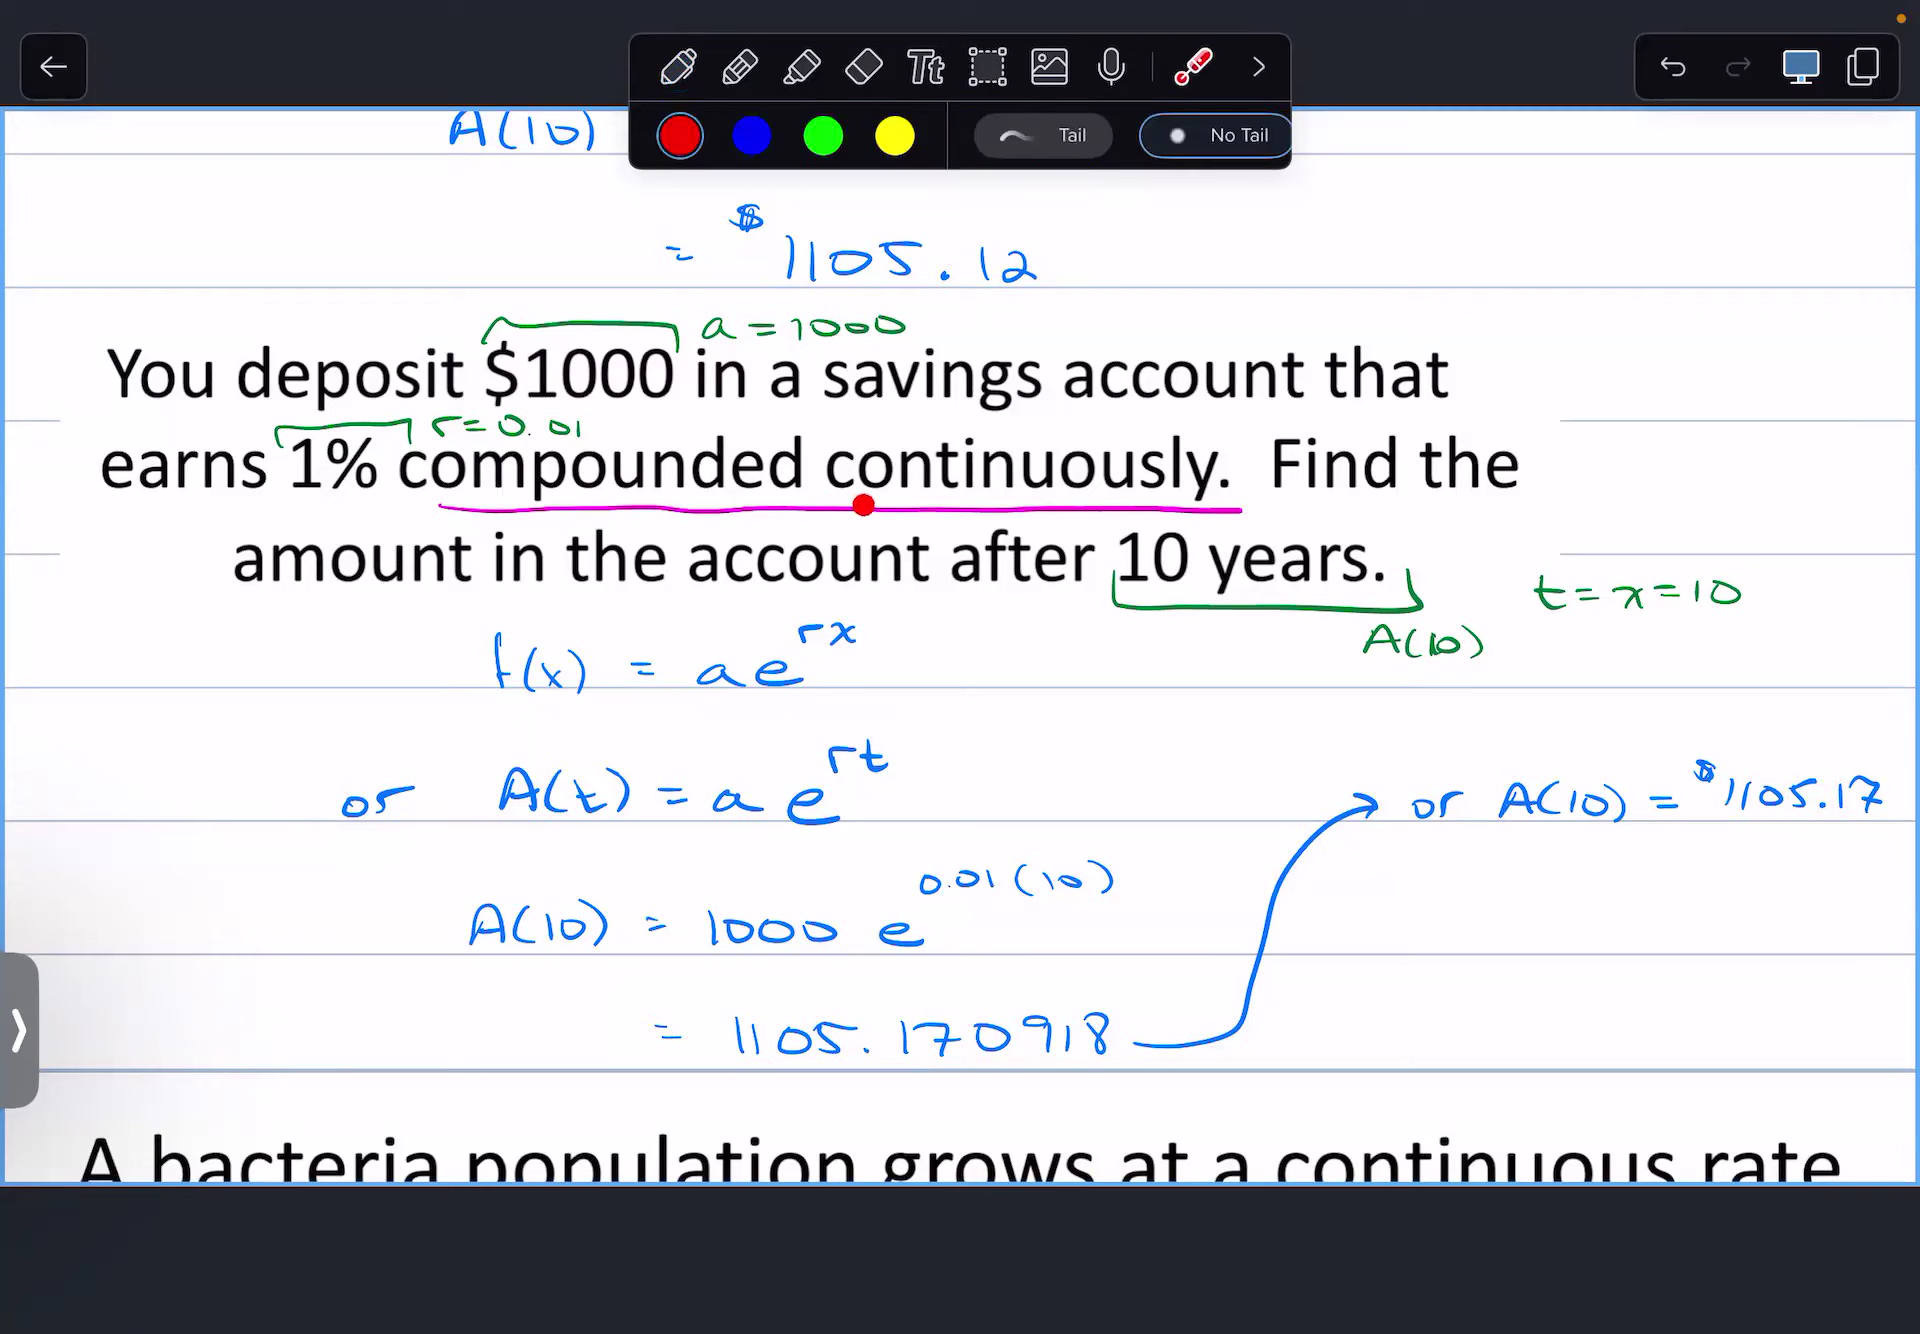 Tt
Tail
No Tail
A(10)
= $1105.12
a = 1000
You deposit $1000 in a savings account that
r = 0.01
earns 1% compounded continuously. Find the
amount in the account after 10 years.
t = x = 10
A(10)
f(x) = ae^rx
or A(t) = a e^rt
or A(10) = $1105.17
A(10) = 1000 e^0.01(10)
= 1105.170918
A bacteria population grows at a continuous rate